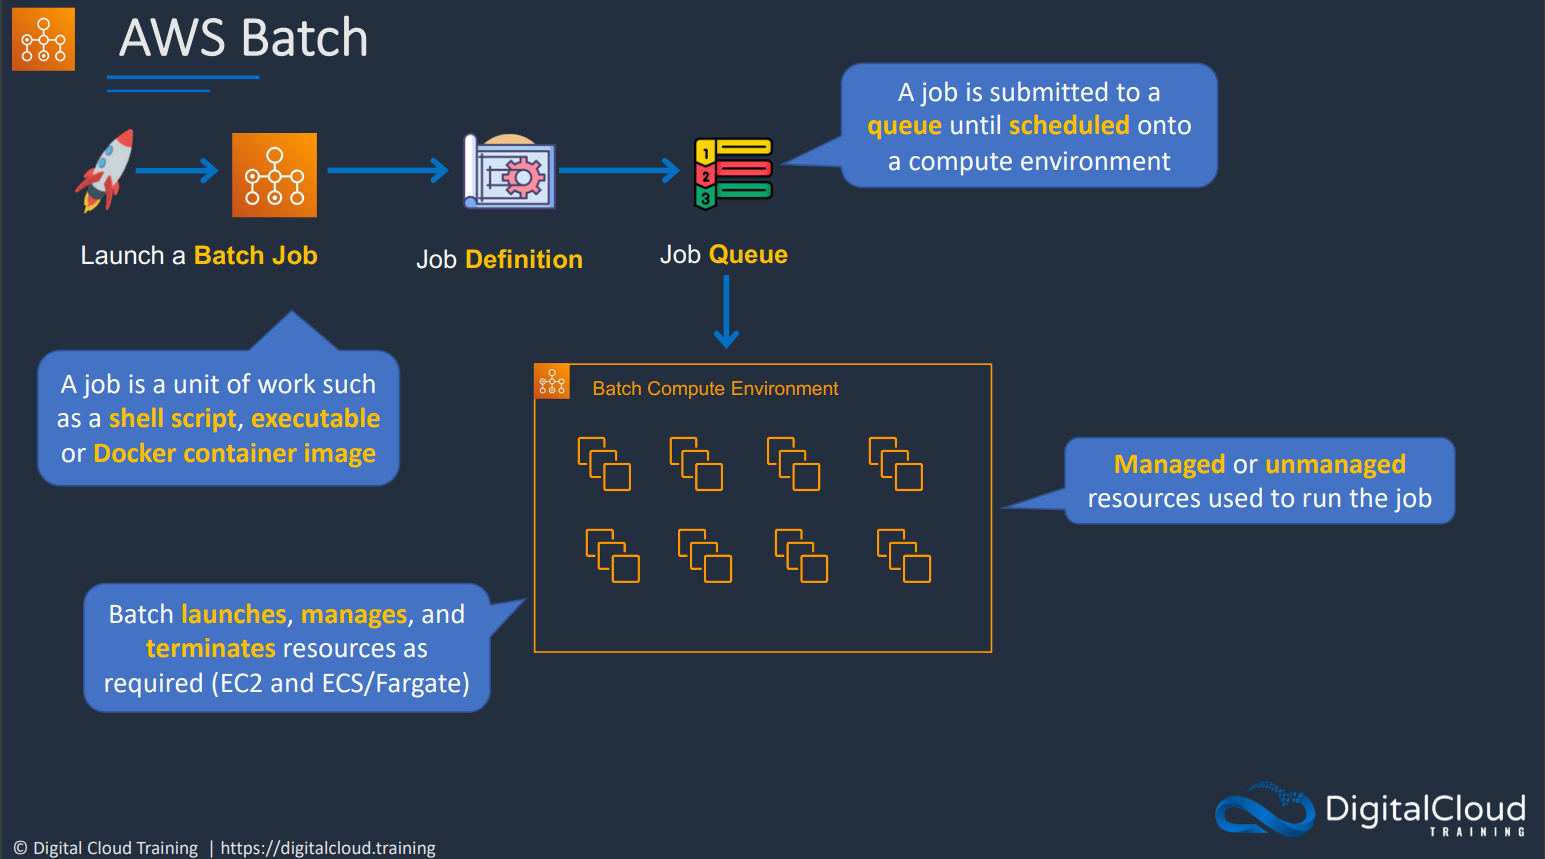 AWS Batch
A job is submitted to a
queue until scheduled onto
a compute environment
1
2
3
Launch a Batch Job
Job Definition
Job Queue
A job is a unit of work such
as a shell script, executable
or Docker container image
Batch Compute Environment
Managed or unmanaged
resources used to run the job
Batch launches, manages, and
terminates resources as
required (EC2 and ECS/Fargate)
DigitalCloud
TRAINING
© Digital Cloud Training | https://digitalcloud.training